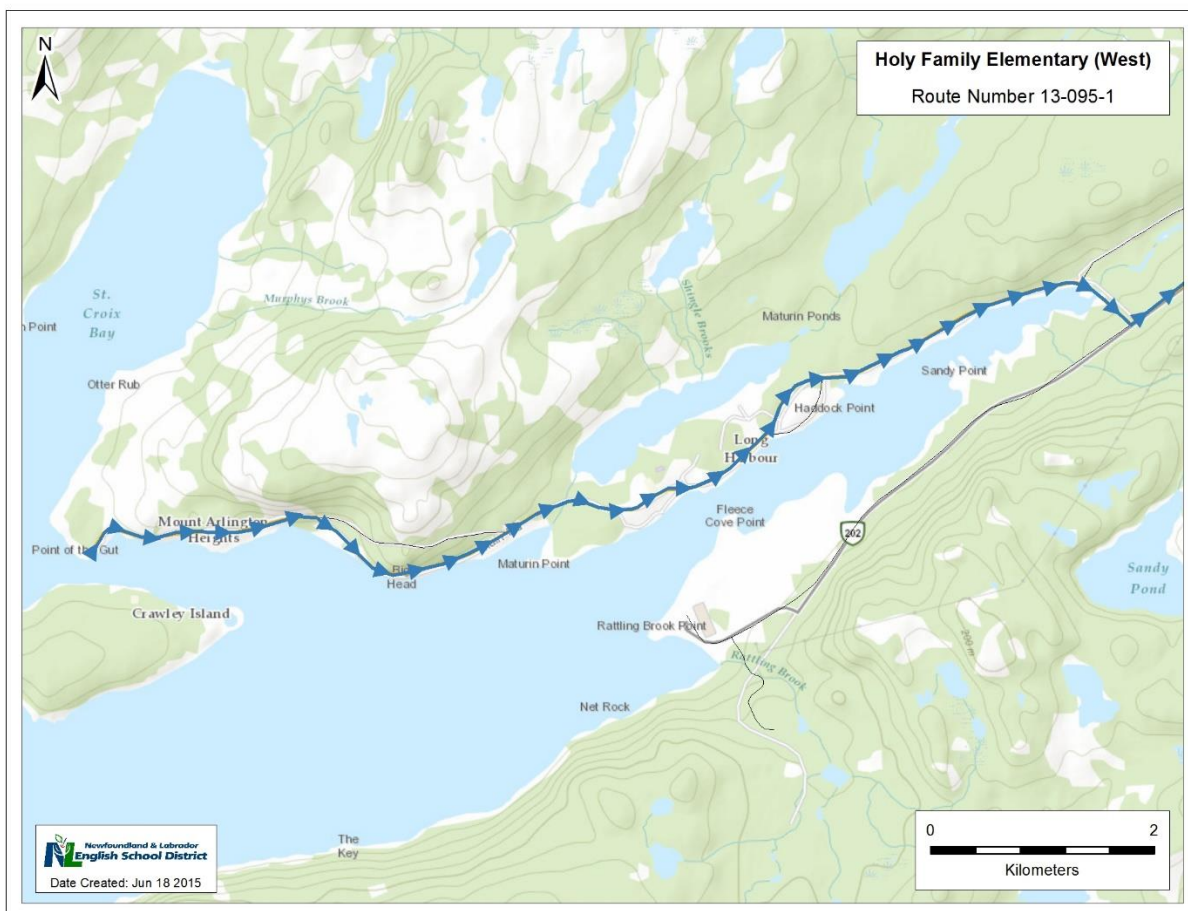 N
Holy Family Elementary (West)
Route Number 13-095-1
St.
Croix
Bay
Murphys Brook
Shingle Brooks
Maturin Ponds
Point
Otter Rub
Sandy Point
Haddock Point
Long
Harbour
Mount Arlington
Heights
Point of the Gut
Fleece
Cove Point
202
Big
Head
Maturin Point
Sandy
Pond
Crawley Island
Rattling Brook Point
200 m
Rattling Brook
Net Rock
The
Key
0 2
Kilometers
Newfoundland & Labrador
NL English School District
Date Created: Jun 18 2015